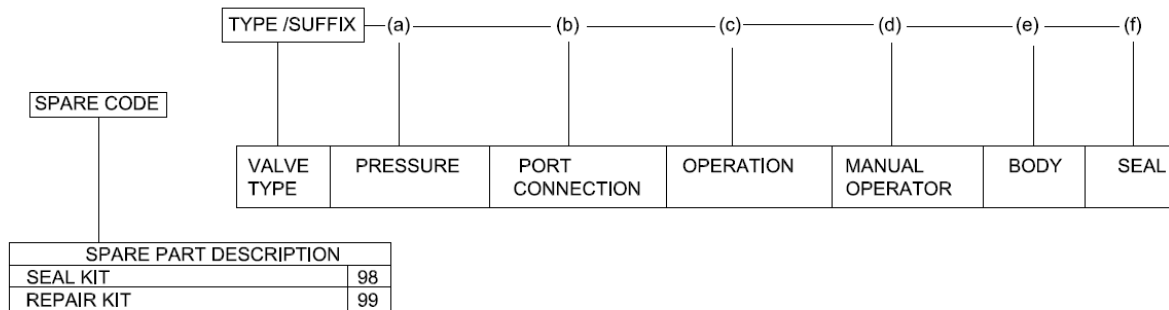 TYPE /SUFFIX (a) (b) (c) (d) (e) (f)
SPARE CODE
VALVE TYPE
PRESSURE
PORT CONNECTION
OPERATION
MANUAL OPERATOR
BODY
SEAL
SPARE PART DESCRIPTION
SEAL KIT 98
REPAIR KIT 99